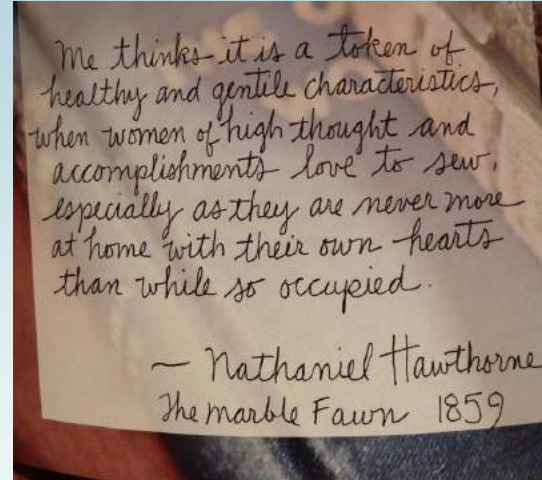 Me thinks it is a token of
healthy and gentile characteristics,
when women of high thought and
accomplishments love to sew,
especially as they are never more
at home with their own hearts
than while so occupied.
~ Nathaniel Hawthorne
The Marble Fawn 1859